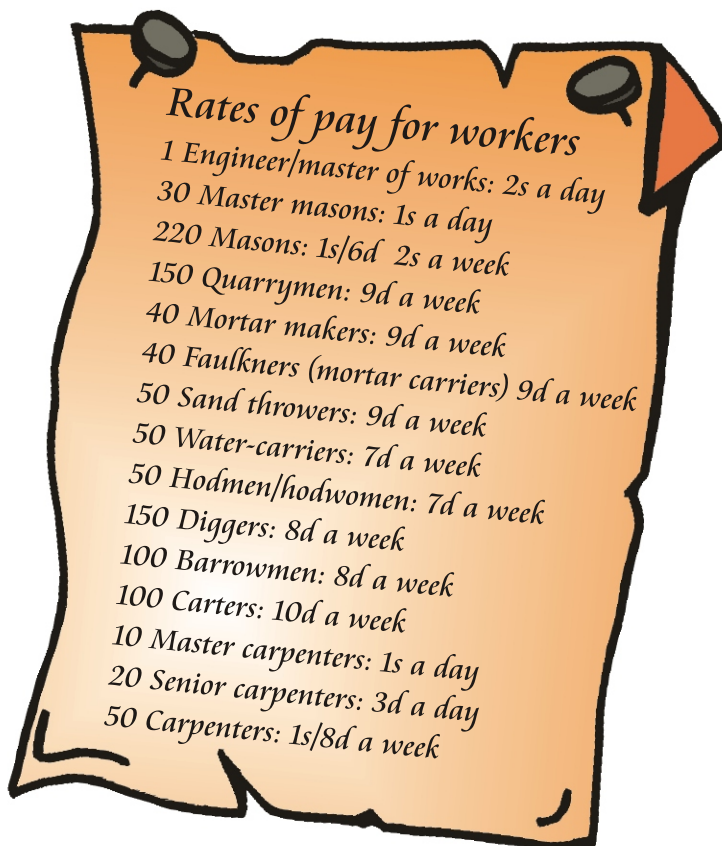 Rates of pay for workers
1 Engineer/master of works: 2s a day
30 Master masons: 1s a day
220 Masons: 1s/6d 2s a week
150 Quarrymen: 9d a week
40 Mortar makers: 9d a week
40 Faulkners (mortar carriers) 9d a week
50 Sand throwers: 9d a week
50 Water-carriers: 7d a week
50 Hodmen/hodwomen: 7d a week
150 Diggers: 8d a week
100 Barrowmen: 8d a week
100 Carters: 10d a week
10 Master carpenters: 1s a day
20 Senior carpenters: 3d a day
50 Carpenters: 1s/8d a week